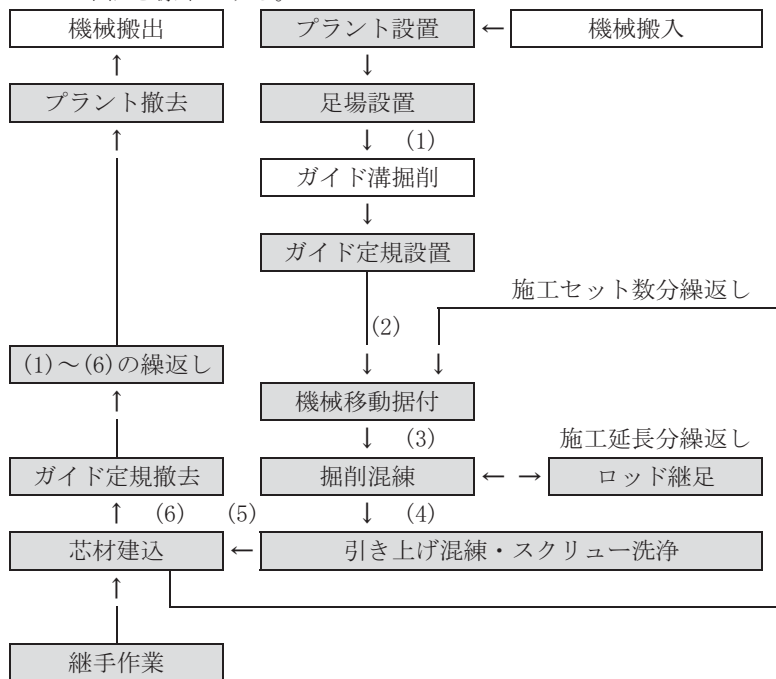 機械搬出
プラント設置
←
機械搬入
↑
↓
プラント撤去
足場設置
↑
↓ (1)
ガイド溝掘削
↓
ガイド定規設置
施工セット数分繰返し
(2)
↓ ↓
(1)～(6)の繰返し
機械移動据付
↑
↓ (3)
施工延長分繰返し
ガイド定規撤去
掘削混練
← →
ロッド継足
↑ (6) (5)
↓ (4)
芯材建込
←
引き上げ混練・スクリュー洗浄
↑
継手作業